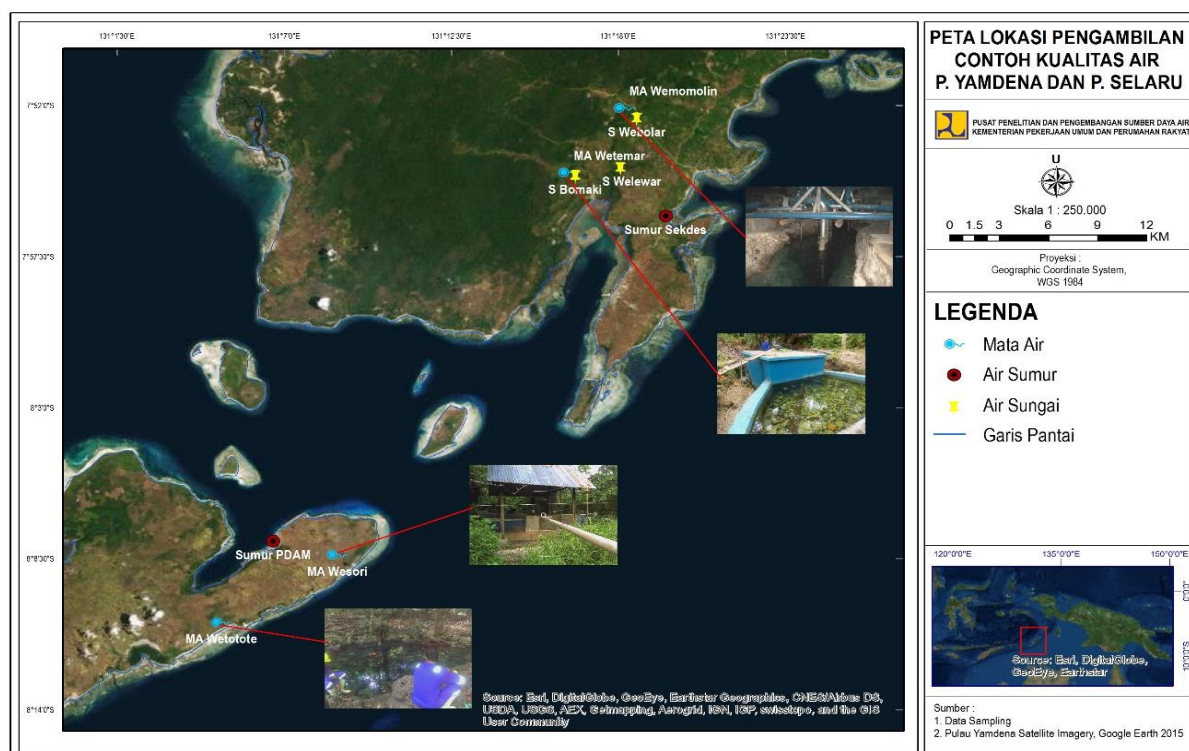 131°1'30"E 131°7'0"E 131°12'30"E 131°23'30"E
7°52'0"S
8°3'0"S
8°8'30"S
8°14'0"S
MA Wemomolin
S Webolar
MA Wetemar
S Bomaki
S Welewar
Sumur Sekdes
Sumur PDAM
MA Wesori
MA Wetotote
Source: Esri, DigitalGlobe, GeoEye, Earthstar Geographics, CNES/Airbus DS,
USDA, USGS, AEX, Getmapping, Aerogrid, IGN, IGP, swisstopo, and the GIS
User Community
PETA LOKASI PENGAMBILAN
CONTOH KUALITAS AIR
P. YAMDENA DAN P. SELARU
PUSAT PENELITIAN DAN PENGEMBANGAN SUMBER DAYA AIR
KEMENTERIAN PEKERJAAN UMUM DAN PERUMAHAN RAKYAT
U
Skala 1 : 250.000
0 1.5 3 6 9 12
KM
Proyeksi :
Geographic Coordinate System,
WGS 1984
LEGENDA
Mata Air
Air Sumur
Air Sungai
Garis Pantai
120°0'0"E 135°0'0"E 150°0'0"E
0°0'0"
10°0'0"S
Source: Esri, DigitalGlobe,
GeoEye, Earthstar
Sumber :
1. Data Sampling
2. Pulau Yamdena Satellite Imagery, Google Earth 2015